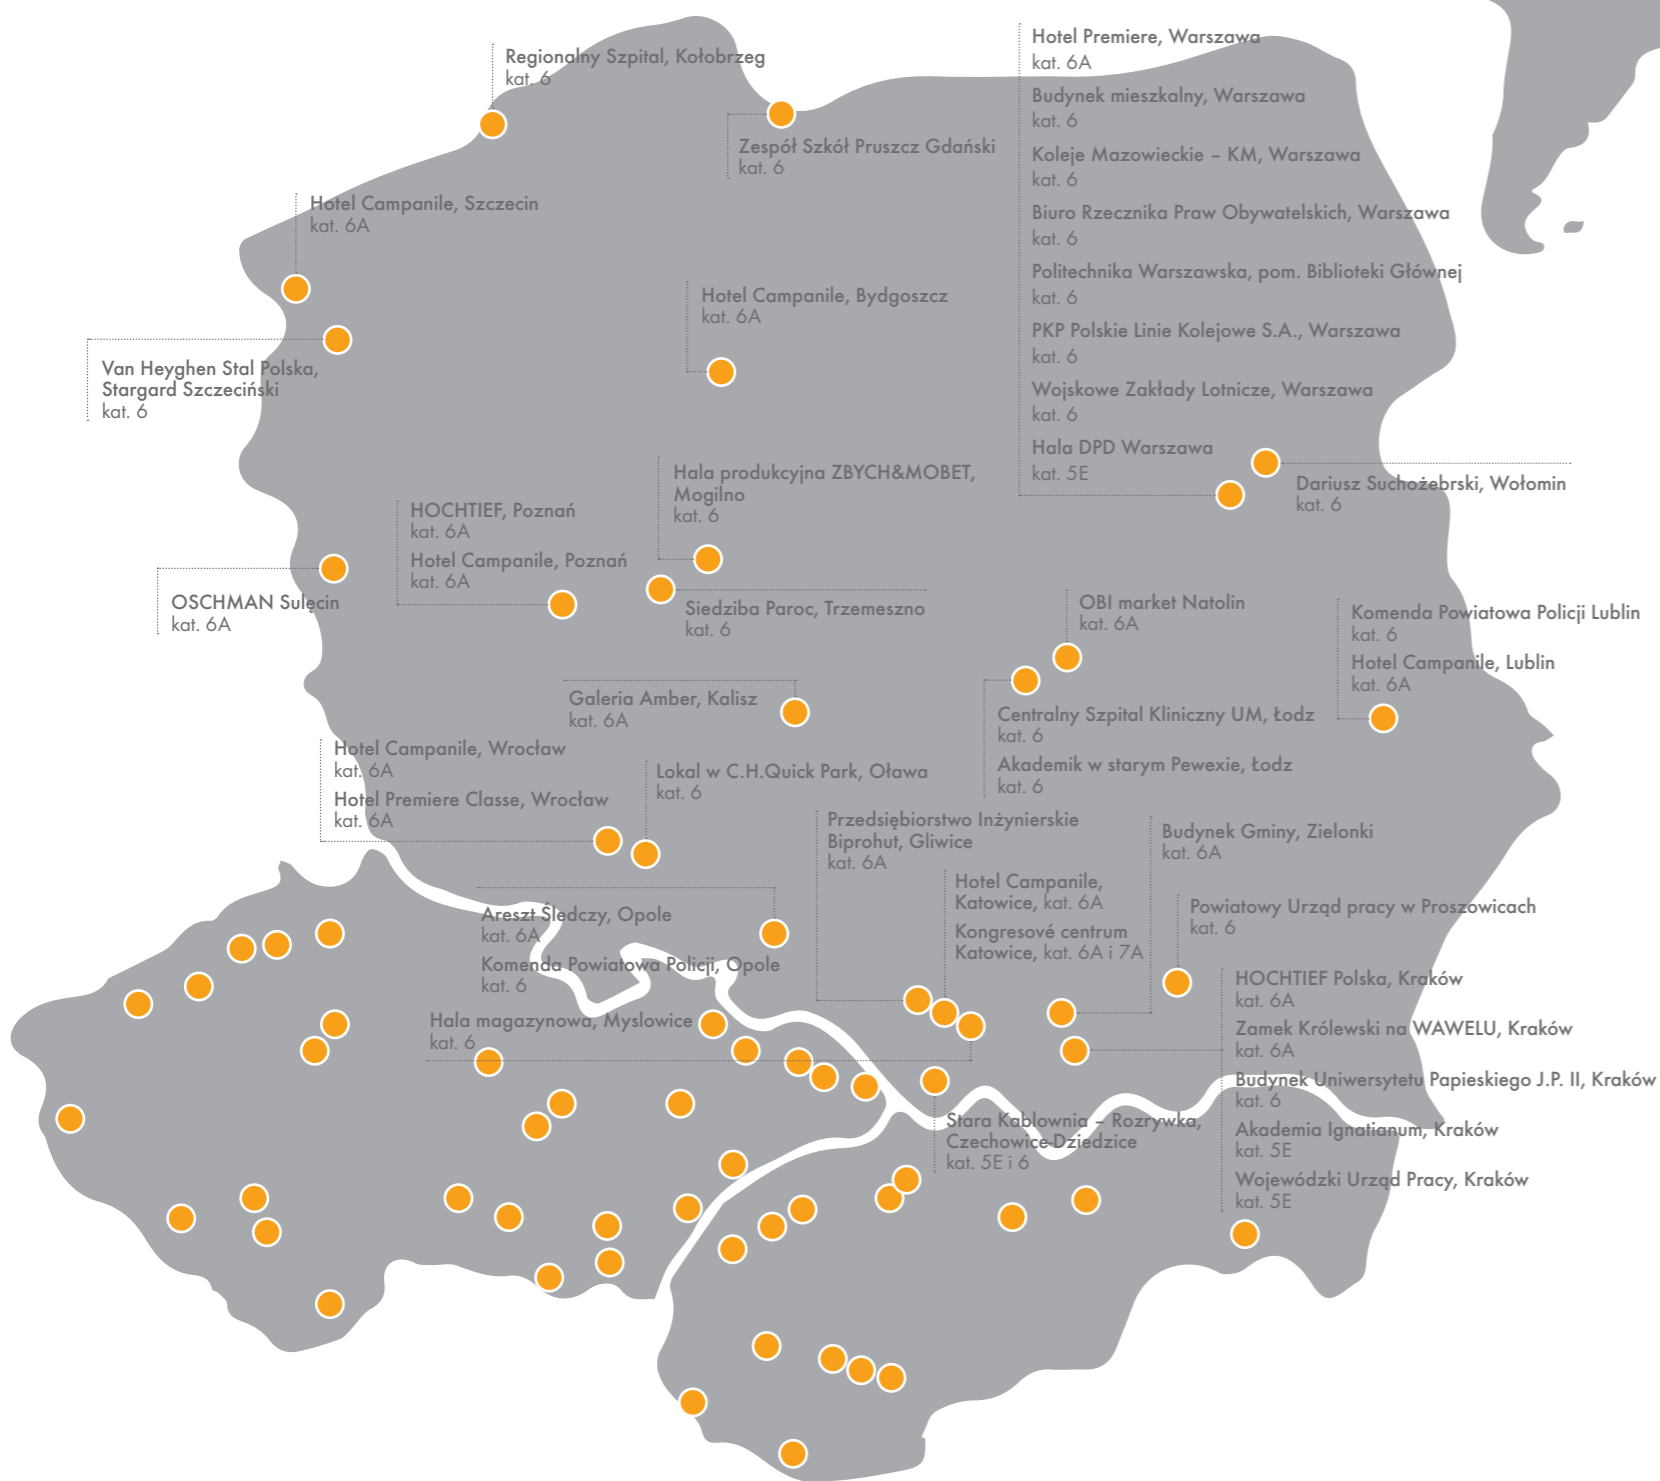 Regionalny Szpital, Kołobrzeg
kat. 6
Zespół Szkół Pruszcz Gdański
kat. 6
Hotel Premiere, Warszawa
kat. 6A
Budynek mieszkalny, Warszawa
kat. 6
Koleje Mazowieckie – KM, Warszawa
kat. 6
Biuro Rzecznika Praw Obywatelskich, Warszawa
kat. 6
Politechnika Warszawska, pom. Biblioteki Głównej
kat. 6
PKP Polskie Linie Kolejowe S.A., Warszawa
kat. 6
Wojskowe Zakłady Lotnicze, Warszawa
kat. 6
Hala DPD Warszawa
kat. 5E
Hotel Campanile, Szczecin
kat. 6A
Hotel Campanile, Bydgoszcz
kat. 6A
Van Heyghen Stal Polska,
Stargard Szczeciński
kat. 6
Hala produkcyjna ZBYCH&MOBET,
Mogilno
kat. 6
Dariusz Suchożebrski, Wołomin
kat. 6
HOCHTIEF, Poznań
kat. 6A
Hotel Campanile, Poznań
kat. 6A
OSCHMAN Sulęcin
kat. 6A
Siedziba Paroc, Trzemeszno
kat. 6
OBI market Natolin
kat. 6A
Komenda Powiatowa Policji Lublin
kat. 6
Hotel Campanile, Lublin
kat. 6A
Galeria Amber, Kalisz
kat. 6A
Centralny Szpital Kliniczny UM, Łodz
kat. 6
Akademik w starym Pewexie, Łodz
kat. 6
Hotel Campanile, Wrocław
kat. 6A
Hotel Premiere Classe, Wrocław
kat. 6A
Lokal w C.H.Quick Park, Oława
kat. 6
Przedsiębiorstwo Inżynierskie
Biprohut, Gliwice
kat. 6A
Budynek Gminy, Zielonki
kat. 6A
Hotel Campanile,
Katowice, kat. 6A
Kongresové centrum
Katowice, kat. 6A i 7A
Powiatowy Urząd pracy w Proszowicach
kat. 6
Areszt Śledczy, Opole
kat. 6A
Komenda Powiatowa Policji, Opole
kat. 6
Hala magazynowa, Myslowice
kat. 6
HOCHTIEF Polska, Kraków
kat. 6A
Zamek Królewski na WAWELU, Kraków
kat. 6A
Budynek Uniwersytetu Papieskiego J.P. II, Kraków
kat. 6
Akademia Ignatianum, Kraków
kat. 5E
Wojewódzki Urząd Pracy, Kraków
kat. 5E
Stara Kablownia – Rozrywka,
Czechowice-Dziedzice
kat. 5E i 6